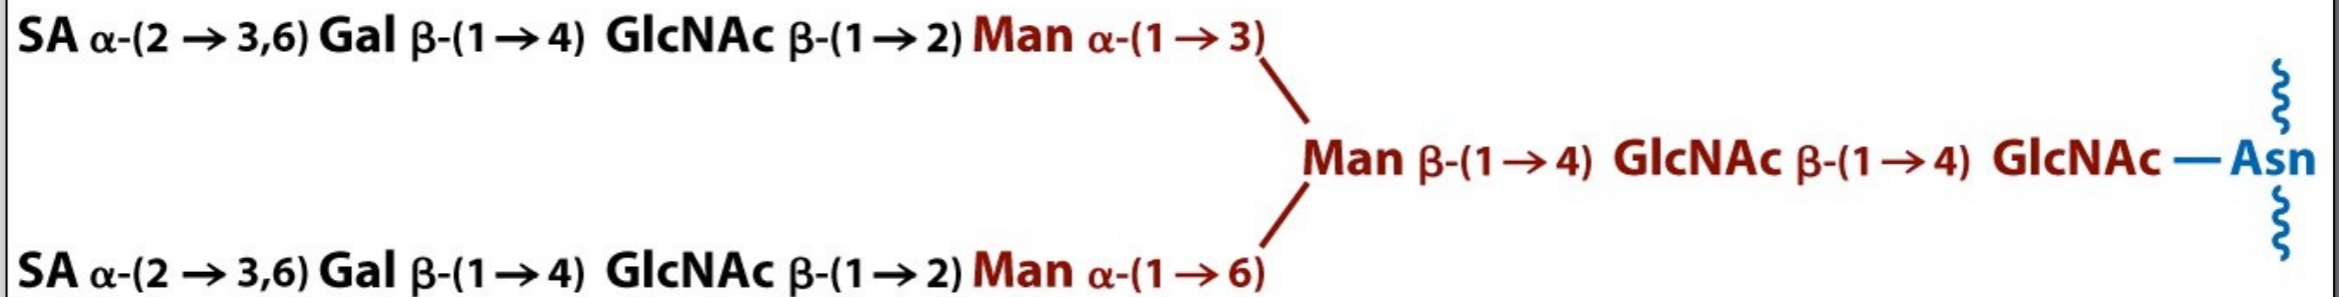 SA α-(2 → 3,6) Gal β-(1→ 4) GlcNAc β-(1→ 2) Man α-(1 → 3)
Man β-(1→ 4) GlcNAc β-(1→ 4) GlcNAc — Asn
SA α-(2 → 3,6) Gal β-(1→ 4) GlcNAc β-(1→ 2) Man α-(1 → 6)